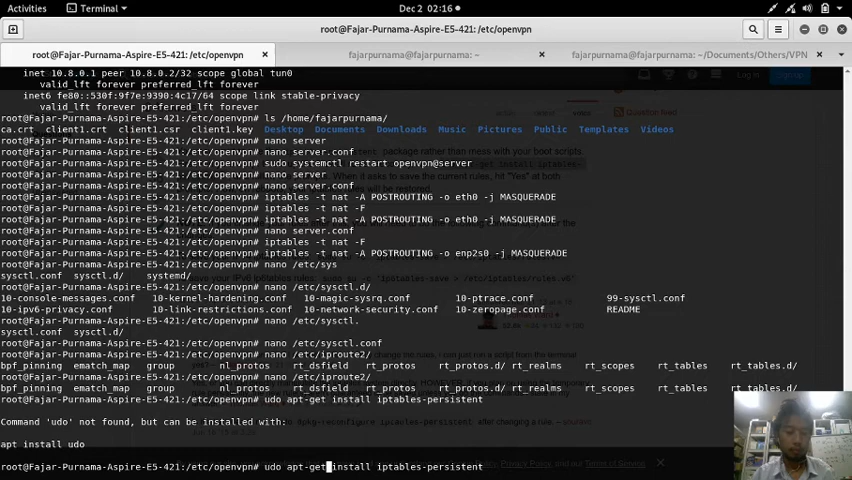 Activities
Terminal
Dec 2 02:16
root@Fajar-Purnama-Aspire-E5-421: /etc/openvpn
root@Fajar-Purnama-Aspire-E5-421: /etc/openvpn
fajarpurnama@fajarpurnama: ~
fajarpurnama@fajarpurnama: ~/Documents/Others/VPN
inet 10.8.0.1 peer 10.8.0.2/32 scope global tun0
valid_lft forever preferred_lft forever
inet6 fe80::530f:9f7e:9390:4c17/64 scope link stable-privacy
valid_lft forever preferred_lft forever
root@Fajar-Purnama-Aspire-E5-421:/etc/openvpn# ls /home/fajarpurnama/
ca.crt client1.crt client1.csr client1.key Desktop Documents Downloads Music Pictures Public Templates Videos
root@Fajar-Purnama-Aspire-E5-421:/etc/openvpn# nano server
root@Fajar-Purnama-Aspire-E5-421:/etc/openvpn# nano server.conf
root@Fajar-Purnama-Aspire-E5-421:/etc/openvpn# sudo systemctl restart openvpn@server
root@Fajar-Purnama-Aspire-E5-421:/etc/openvpn# nano server
root@Fajar-Purnama-Aspire-E5-421:/etc/openvpn# nano server.conf
root@Fajar-Purnama-Aspire-E5-421:/etc/openvpn# iptables -t nat -A POSTROUTING -o eth0 -j MASQUERADE
root@Fajar-Purnama-Aspire-E5-421:/etc/openvpn# iptables -t nat -F
root@Fajar-Purnama-Aspire-E5-421:/etc/openvpn# iptables -t nat -A POSTROUTING -o eth0 -j MASQUERADE
root@Fajar-Purnama-Aspire-E5-421:/etc/openvpn# nano server.conf
root@Fajar-Purnama-Aspire-E5-421:/etc/openvpn# iptables -t nat -F
root@Fajar-Purnama-Aspire-E5-421:/etc/openvpn# iptables -t nat -A POSTROUTING -o enp2s0 -j MASQUERADE
root@Fajar-Purnama-Aspire-E5-421:/etc/openvpn# nano /etc/sys
sysctl.conf sysctl.d/ systemd/
root@Fajar-Purnama-Aspire-E5-421:/etc/openvpn# nano /etc/sysctl.d/
10-console-messages.conf 10-kernel-hardening.conf 10-magic-sysrq.conf 10-ptrace.conf 99-sysctl.conf
10-ipv6-privacy.conf 10-link-restrictions.conf 10-network-security.conf 10-zeropage.conf README
root@Fajar-Purnama-Aspire-E5-421:/etc/openvpn# nano /etc/sysctl.
sysctl.conf sysctl.d/
root@Fajar-Purnama-Aspire-E5-421:/etc/openvpn# nano /etc/sysctl.conf
root@Fajar-Purnama-Aspire-E5-421:/etc/openvpn# nano /etc/iproute2/
bpf_pinning ematch_map group nl_protos rt_dsfield rt_protos rt_protos.d/ rt_realms rt_scopes rt_tables rt_tables.d/
root@Fajar-Purnama-Aspire-E5-421:/etc/openvpn# nano /etc/iproute2/
bpf_pinning ematch_map group nl_protos rt_dsfield rt_protos rt_protos.d/ rt_realms rt_scopes rt_tables rt_tables.d/
root@Fajar-Purnama-Aspire-E5-421:/etc/openvpn# udo apt-get install iptables-persistent
Command 'udo' not found, but can be installed with:
apt install udo
root@Fajar-Purnama-Aspire-E5-421:/etc/openvpn# udo apt-get install iptables-persistent